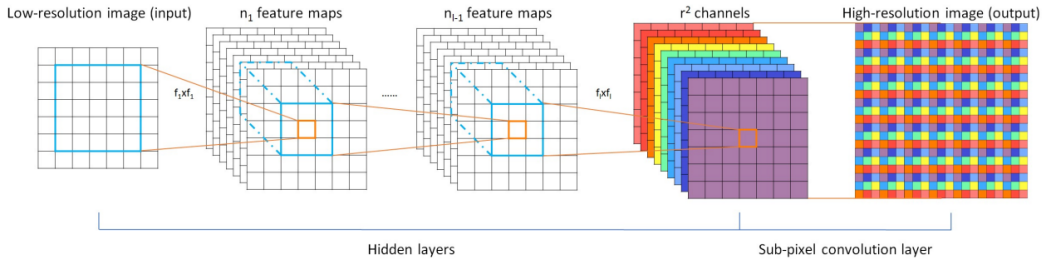 Low-resolution image (input)
n₁ feature maps
nₗ₋₁ feature maps
r² channels
High-resolution image (output)
f₁xf₁
......
fₗxfₗ
Hidden layers
Sub-pixel convolution layer